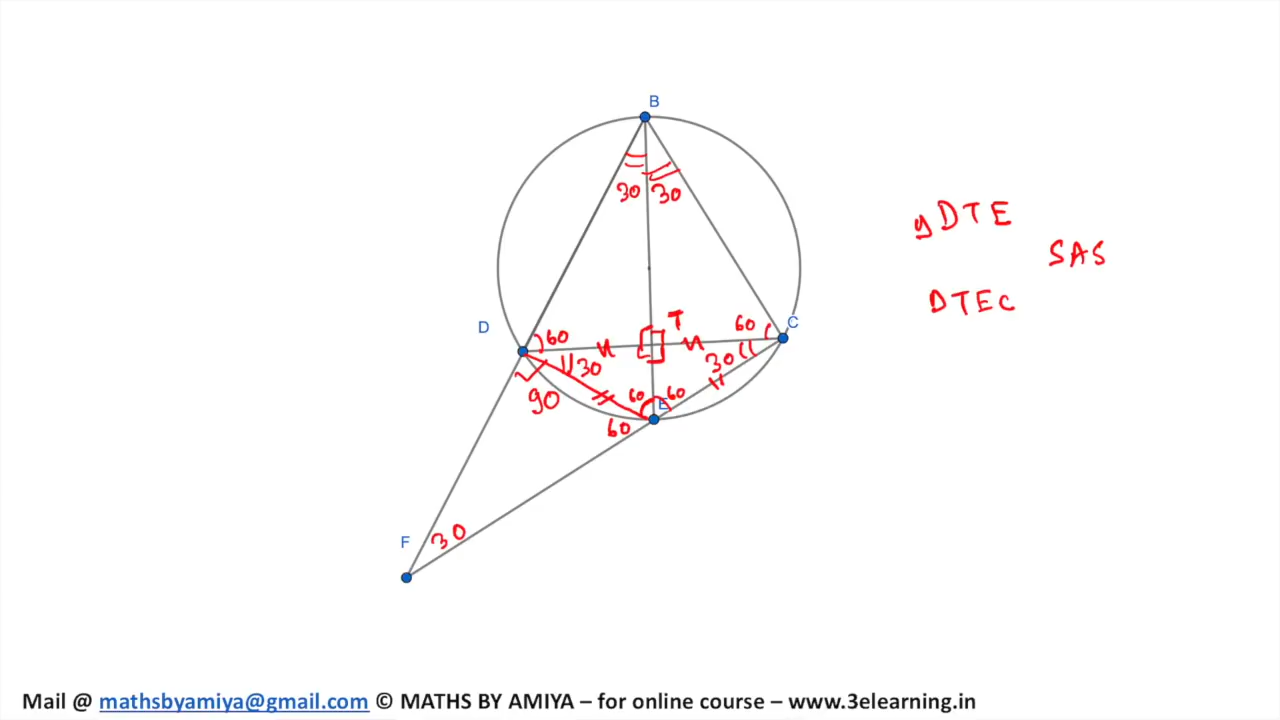 B
30 30
y DTE
SAS
DTEC
T
D
60
60
C
30
30
90
60 60
E
60
F
30
Mail @ mathsbyamiya@gmail.com © MATHS BY AMIYA – for online course – www.3elearning.in